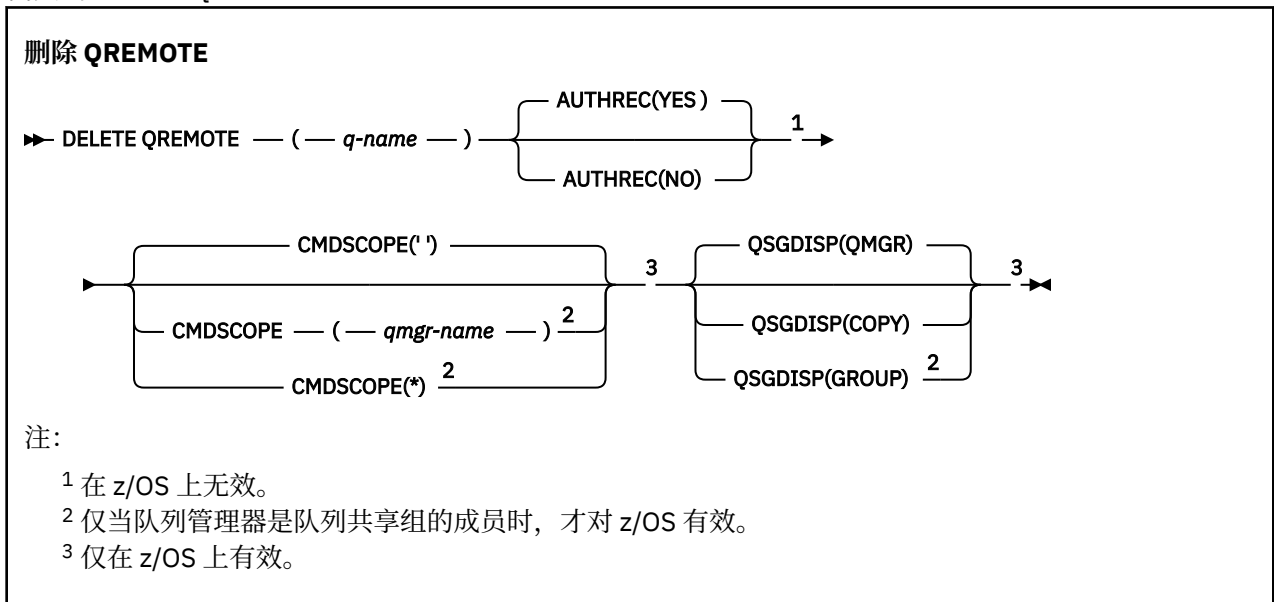 删除 QREMOTE
AUTHREC(YES )
DELETE QREMOTE ( q-name ) 1
AUTHREC(NO)
CMDSCOPE(' ') QSGDISP(QMGR)
3 3
CMDSCOPE ( qmgr-name ) 2 QSGDISP(COPY)
CMDSCOPE(*) 2 QSGDISP(GROUP) 2
注：
1 在 z/OS 上无效。
2 仅当队列管理器是队列共享组的成员时，才对 z/OS 有效。
3 仅在 z/OS 上有效。